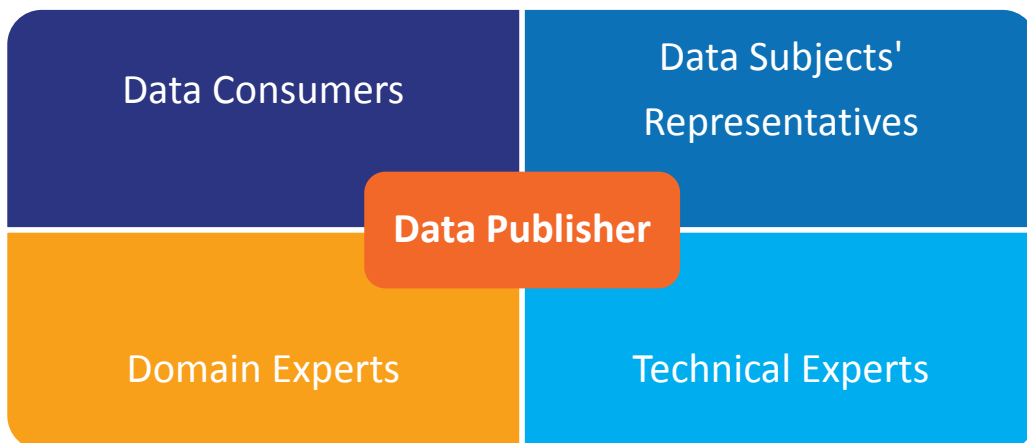 Data Consumers
Data Subjects'
Representatives
Data Publisher
Domain Experts
Technical Experts